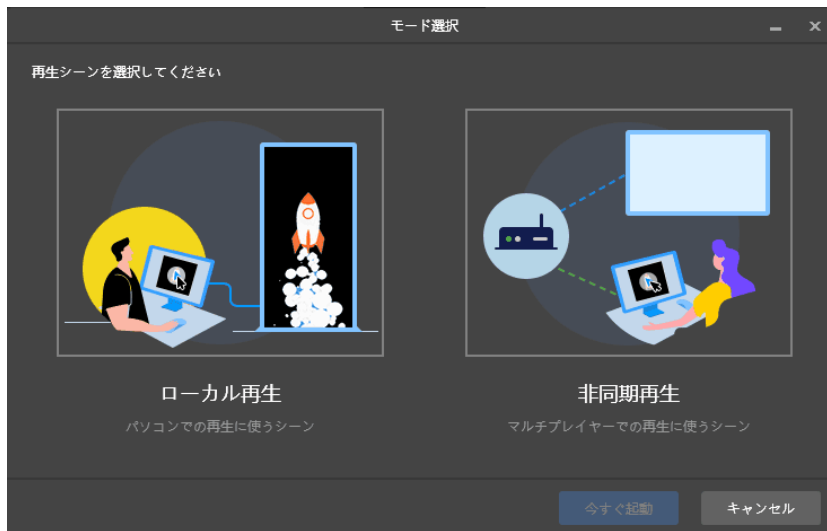 モード選択
再生シーンを選択してください
ローカル再生
パソコンでの再生に使うシーン
非同期再生
マルチプレイヤーでの再生に使うシーン
今すぐ起動
キャンセル